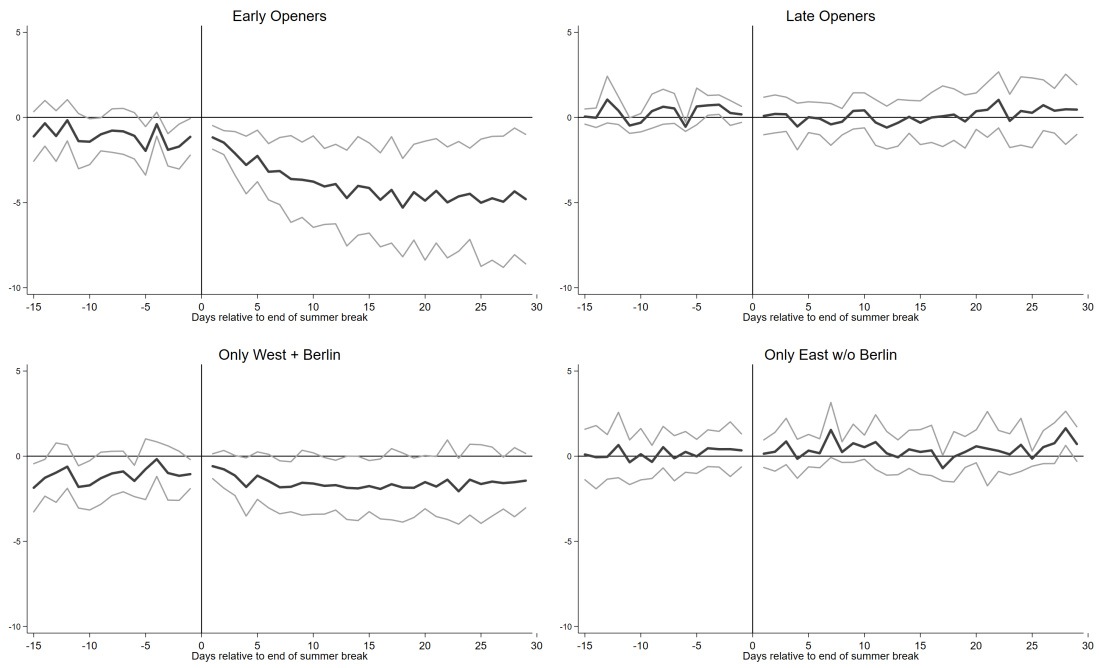 Early Openers
5
0
-5
-10
-15 -10 -5 0 5 10 15 20 25 30
Days relative to end of summer break
Late Openers
5
0
-5
-10
-15 -10 -5 0 5 10 15 20 25 30
Days relative to end of summer break
Only West + Berlin
5
0
-5
-10
-15 -10 -5 0 5 10 15 20 25 30
Days relative to end of summer break
Only East w/o Berlin
5
0
-5
-10
-15 -10 -5 0 5 10 15 20 25 30
Days relative to end of summer break